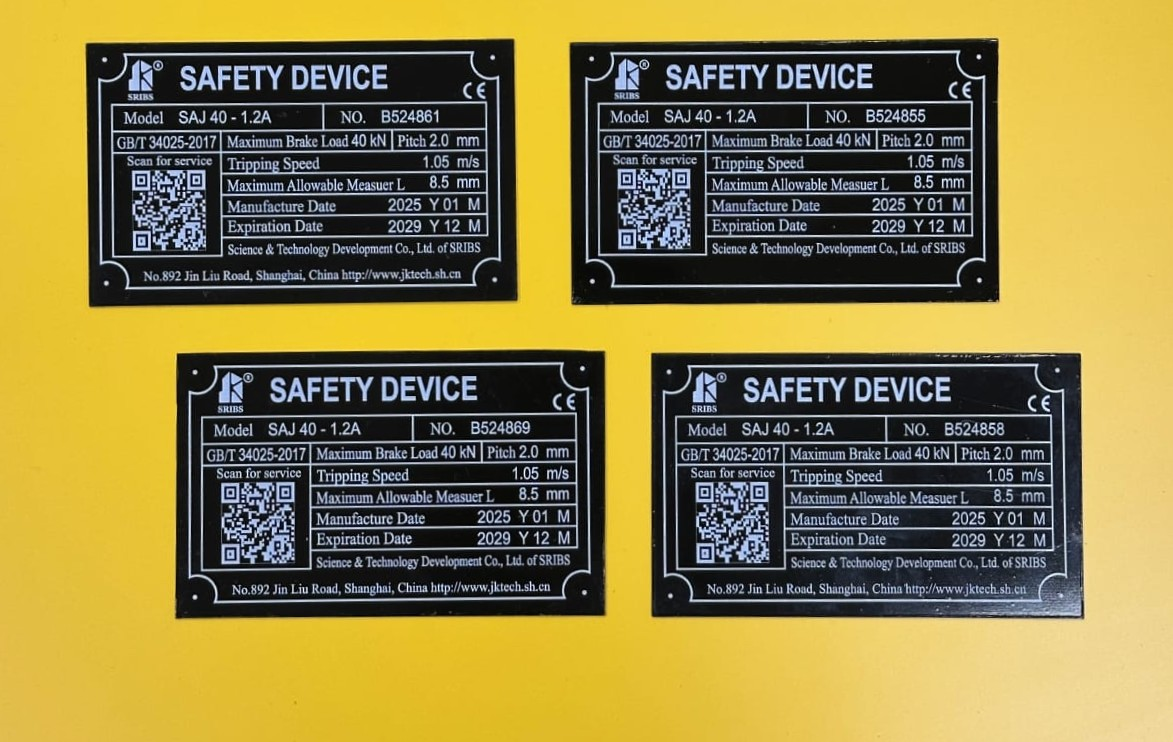 ® SAFETY DEVICE
SRIBS CE
Model SAJ 40 - 1.2A NO. B524861
GB/T 34025-2017 Maximum Brake Load 40 kN Pitch 2.0 mm
Scan for service Tripping Speed 1.05 m/s
Maximum Allowable Measuer L 8.5 mm
Manufacture Date 2025 Y 01 M
Expiration Date 2029 Y 12 M
Science & Technology Development Co., Ltd. of SRIBS
No.892 Jin Liu Road, Shanghai, China http://www.jktech.sh.cn
® SAFETY DEVICE
SRIBS CE
Model SAJ 40 - 1.2A NO. B524855
GB/T 34025-2017 Maximum Brake Load 40 kN Pitch 2.0 mm
Scan for service Tripping Speed 1.05 m/s
Maximum Allowable Measuer L 8.5 mm
Manufacture Date 2025 Y 01 M
Expiration Date 2029 Y 12 M
Science & Technology Development Co., Ltd. of SRIBS
® SAFETY DEVICE
SRIBS CE
Model SAJ 40 - 1.2A NO. B524869
GB/T 34025-2017 Maximum Brake Load 40 kN Pitch 2.0 mm
Scan for service Tripping Speed 1.05 m/s
Maximum Allowable Measuer L 8.5 mm
Manufacture Date 2025 Y 01 M
Expiration Date 2029 Y 12 M
Science & Technology Development Co., Ltd. of SRIBS
No.892 Jin Liu Road, Shanghai, China http://www.jktech.sh.cn
® SAFETY DEVICE
SRIBS CE
Model SAJ 40 - 1.2A NO. B524858
GB/T 34025-2017 Maximum Brake Load 40 kN Pitch 2.0 mm
Scan for service Tripping Speed 1.05 m/s
Maximum Allowable Measuer L 8.5 mm
Manufacture Date 2025 Y 01 M
Expiration Date 2029 Y 12 M
Science & Technology Development Co., Ltd. of SRIBS
No.892 Jin Liu Road, Shanghai, China http://www.jktech.sh.cn